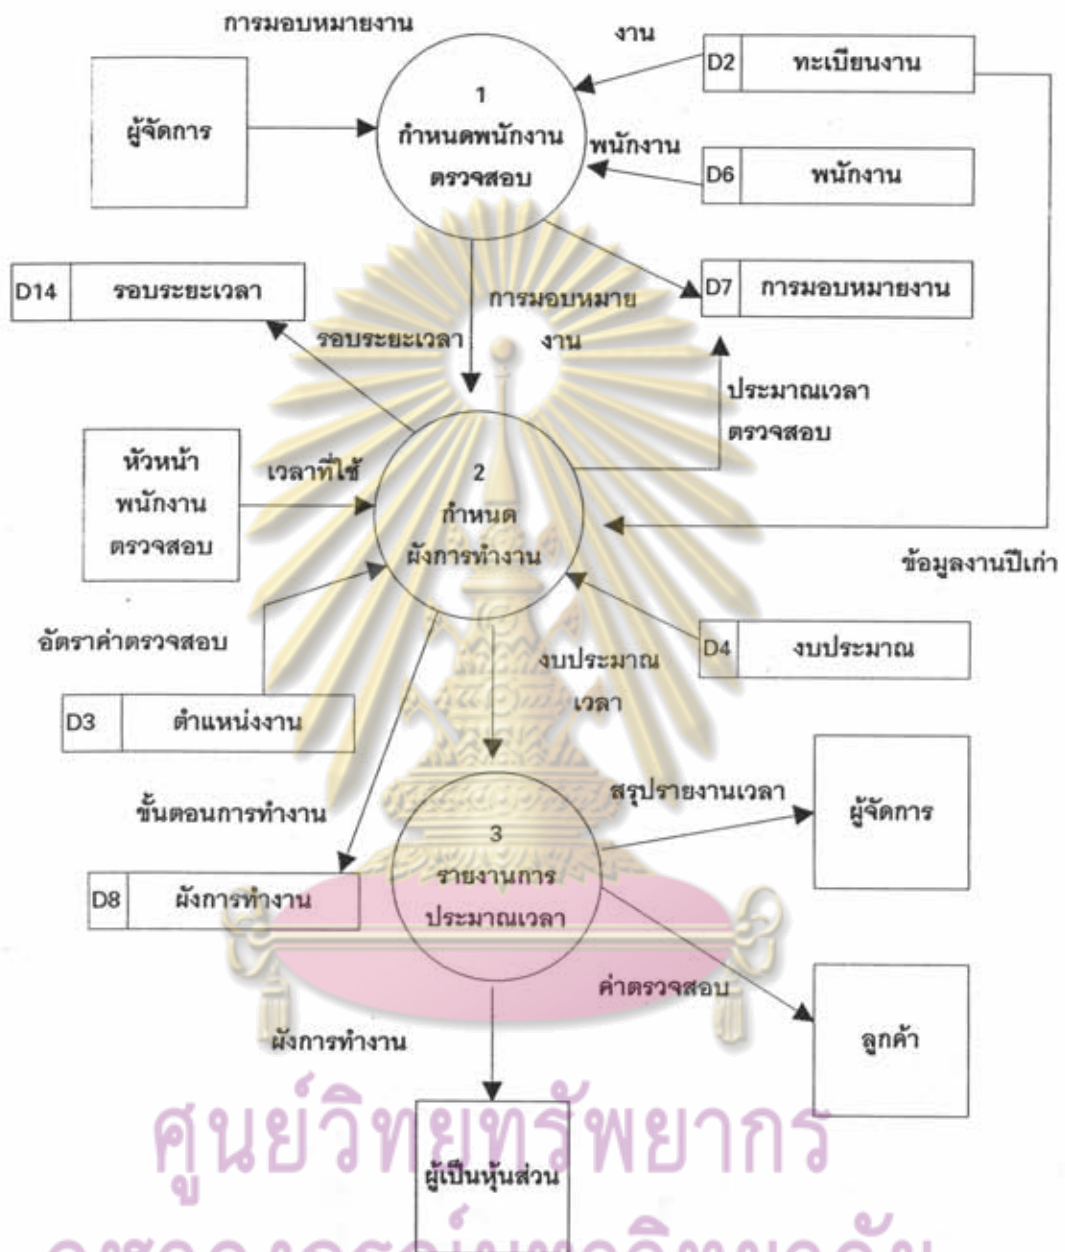 การมอบหมายงาน
งาน
D2 ทะเบียนงาน
1
กำหนดพนักงาน
ตรวจสอบ
ผู้จัดการ
พนักงาน
D6 พนักงาน
D14 รอบระยะเวลา
การมอบหมาย
งาน
D7 การมอบหมายงาน
รอบระยะเวลา
ประมาณเวลา
ตรวจสอบ
หัวหน้า
พนักงาน
ตรวจสอบ
เวลาที่ใช้
2
กำหนด
ผังการทำงาน
ข้อมูลงานปีเก่า
อัตราค่าตรวจสอบ
งบประมาณ
เวลา
D4 งบประมาณ
D3 ตำแหน่งงาน
ขั้นตอนการทำงาน
สรุปรายงานเวลา
ผู้จัดการ
3
รายงานการ
ประมาณเวลา
D8 ผังการทำงาน
ค่าตรวจสอบ
ลูกค้า
ผังการทำงาน
ศูนย์วิทยทรัพยากร
ผู้เป็นหุ้นส่วน